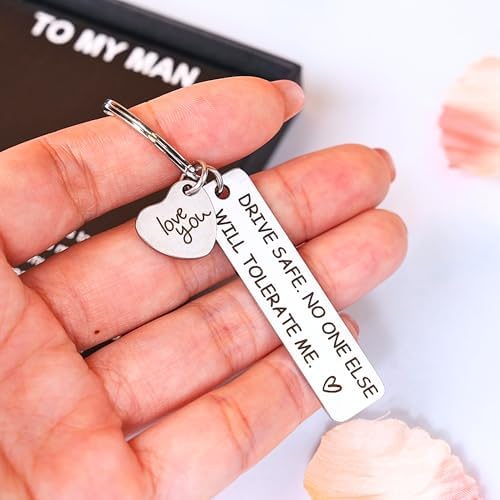 TO MY MAN
love
you
DRIVE SAFE. NO ONE ELSE
WILL TOLERATE ME. ♡